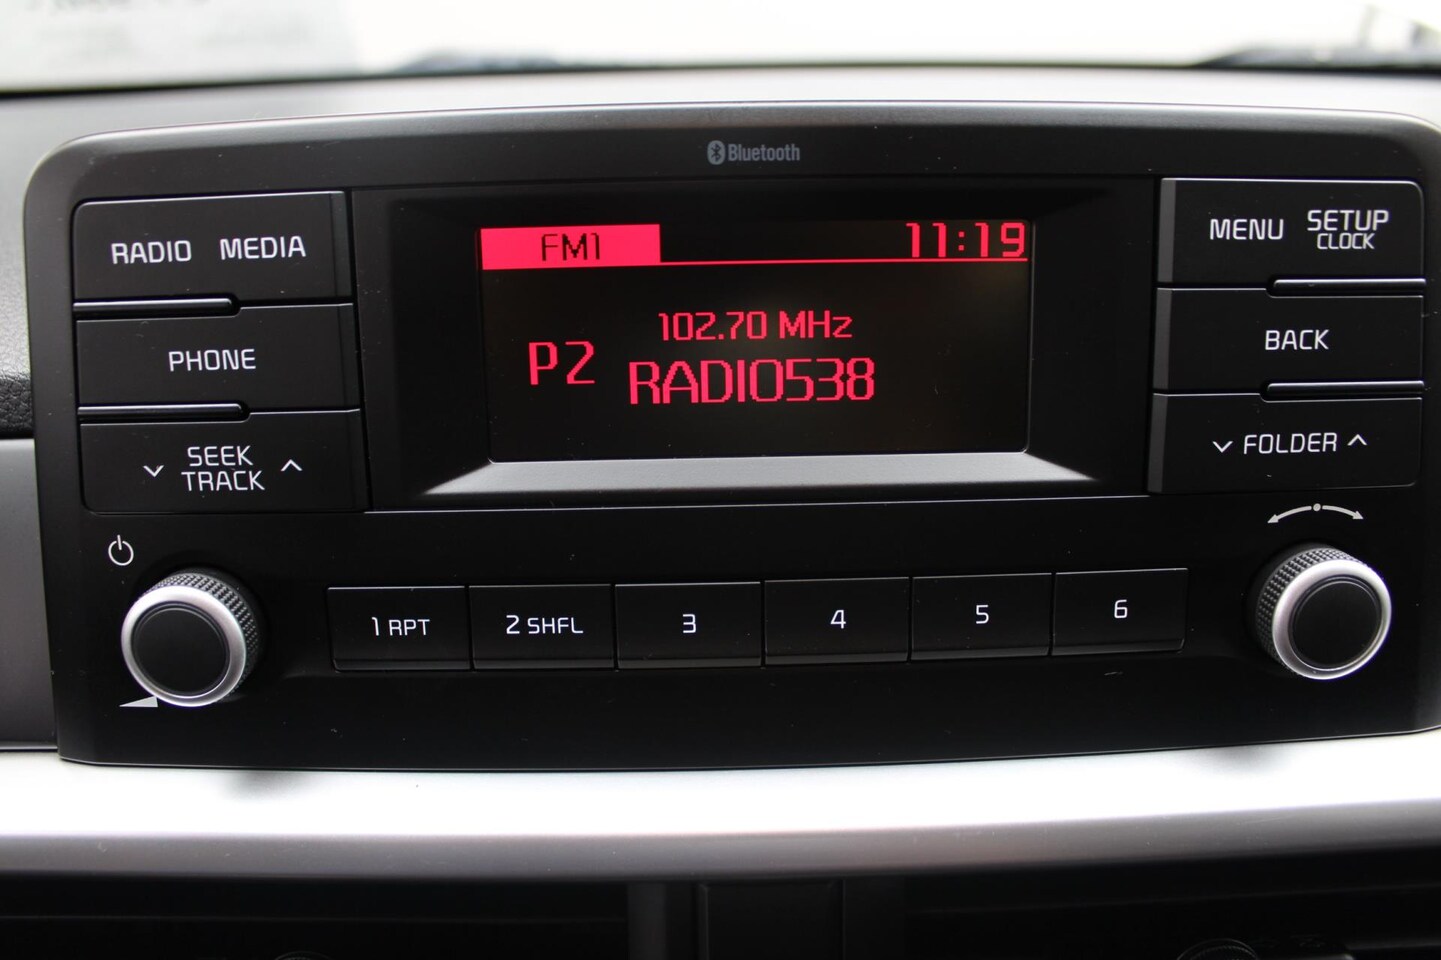 Bluetooth
RADIO MEDIA
PHONE
SEEK
TRACK
FM1 11:19
102.70 MHz
P2 RADIO538
MENU SETUP
CLOCK
BACK
FOLDER
1 RPT 2 SHFL 3 4 5 6